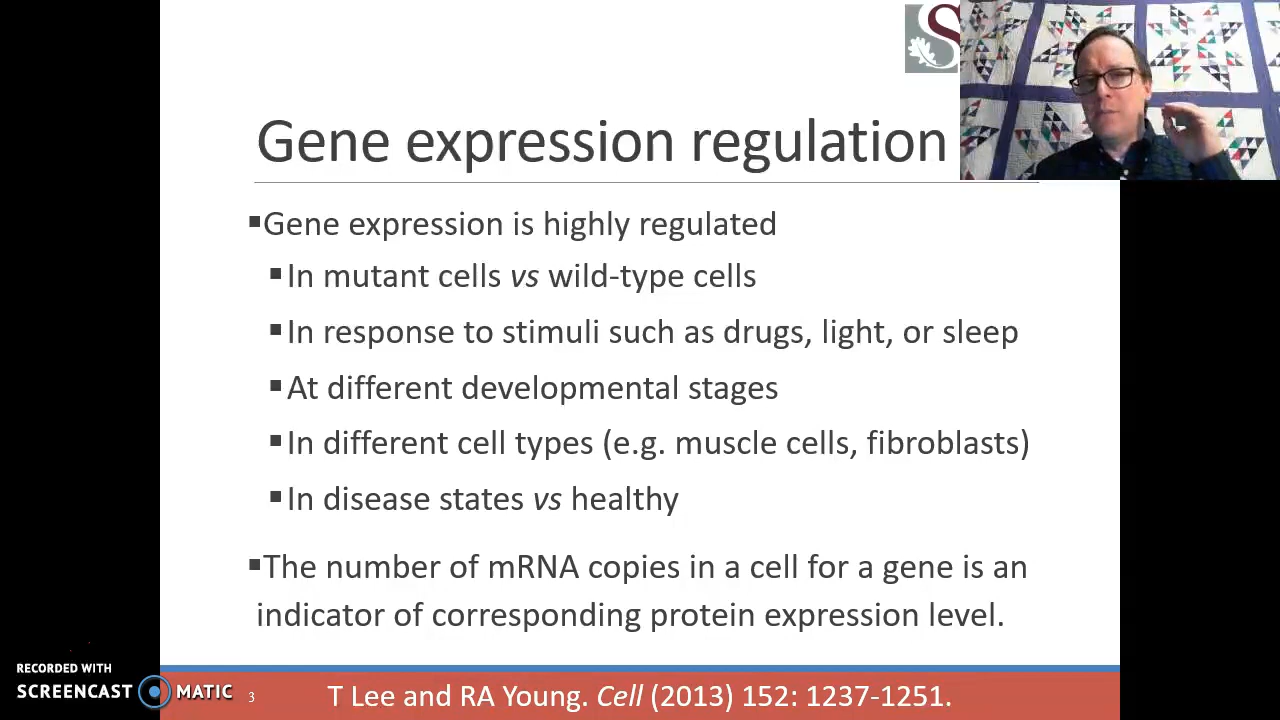 S
Gene expression regulation
▪Gene expression is highly regulated
▪In mutant cells vs wild-type cells
▪In response to stimuli such as drugs, light, or sleep
▪At different developmental stages
▪In different cell types (e.g. muscle cells, fibroblasts)
▪In disease states vs healthy
▪The number of mRNA copies in a cell for a gene is an
indicator of corresponding protein expression level.
RECORDED WITH
SCREENCAST MATIC
3
T Lee and RA Young. Cell (2013) 152: 1237-1251.